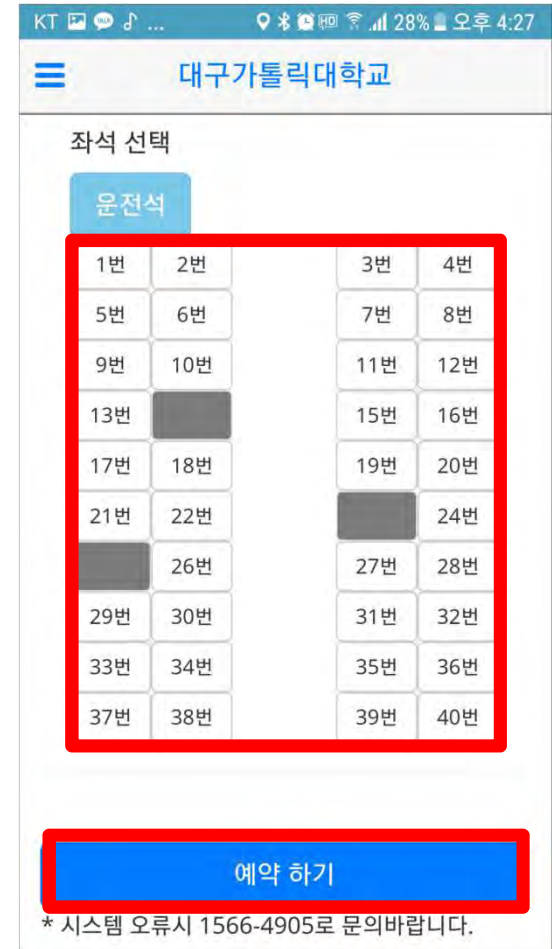 KT ... HD 28% 오후 4:27
대구가톨릭대학교
좌석 선택
운전석
1번 2번 3번 4번
5번 6번 7번 8번
9번 10번 11번 12번
13번 15번 16번
17번 18번 19번 20번
21번 22번 24번
26번 27번 28번
29번 30번 31번 32번
33번 34번 35번 36번
37번 38번 39번 40번
예약 하기
* 시스템 오류시 1566-4905로 문의바랍니다.